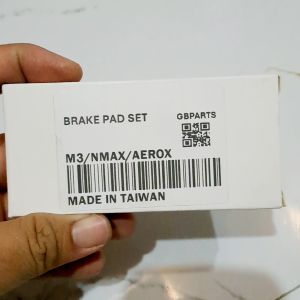 BRAKE PAD SET
GBPARTS
M3/NMAX/AEROX
MADE IN TAIWAN